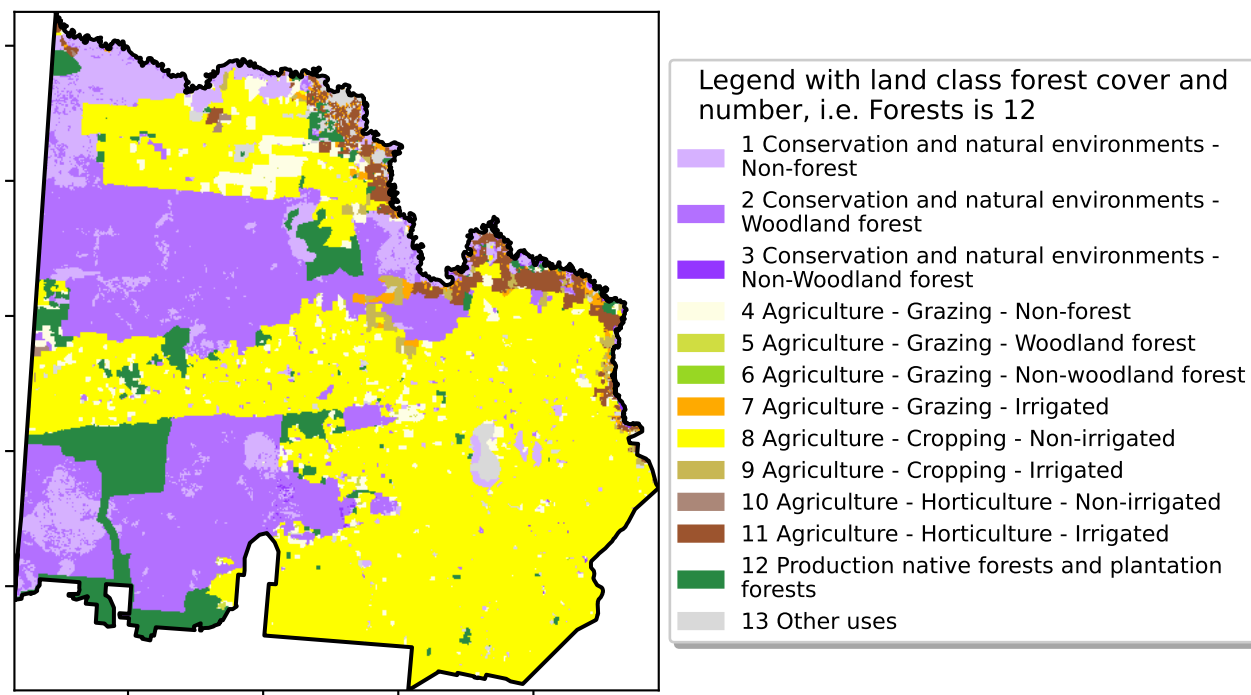 Legend with land class forest cover and
number, i.e. Forests is 12
1 Conservation and natural environments -
Non-forest
2 Conservation and natural environments -
Woodland forest
3 Conservation and natural environments -
Non-Woodland forest
4 Agriculture - Grazing - Non-forest
5 Agriculture - Grazing - Woodland forest
6 Agriculture - Grazing - Non-woodland forest
7 Agriculture - Grazing - Irrigated
8 Agriculture - Cropping - Non-irrigated
9 Agriculture - Cropping - Irrigated
10 Agriculture - Horticulture - Non-irrigated
11 Agriculture - Horticulture - Irrigated
12 Production native forests and plantation
forests
13 Other uses